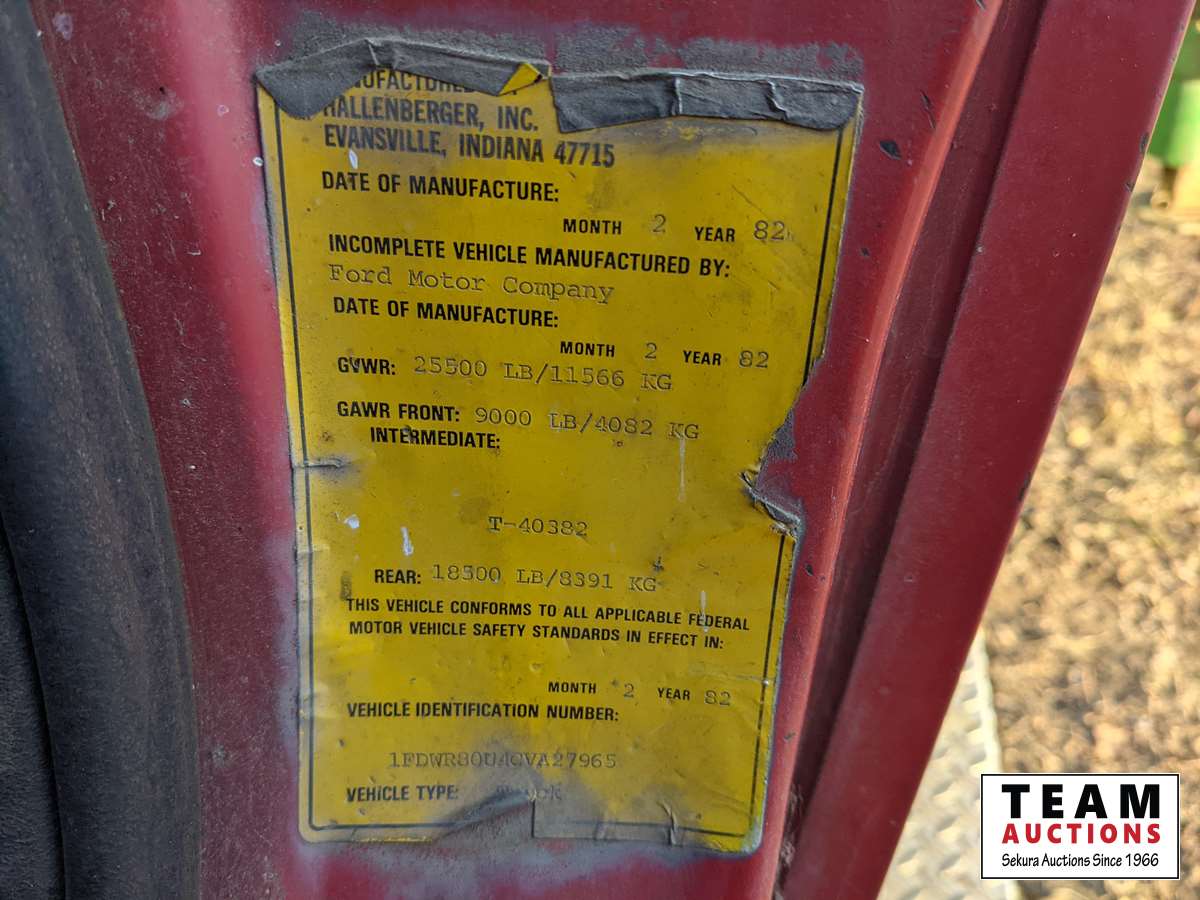 HALLENBERGER, INC.
EVANSVILLE, INDIANA 47715
DATE OF MANUFACTURE:
MONTH 2 YEAR 82
INCOMPLETE VEHICLE MANUFACTURED BY:
Ford Motor Company
DATE OF MANUFACTURE:
MONTH 2 YEAR 82
GVWR: 25500 LB/11566 KG
GAWR FRONT: 9000 LB/4082 KG
INTERMEDIATE:
T-40382
REAR: 18500 LB/8391 KG
THIS VEHICLE CONFORMS TO ALL APPLICABLE FEDERAL
MOTOR VEHICLE SAFETY STANDARDS IN EFFECT IN:
MONTH 2 YEAR 82
VEHICLE IDENTIFICATION NUMBER:
1FDWR80U4CVA27965
VEHICLE TYPE:
TEAM
AUCTIONS
Sekura Auctions Since 1966